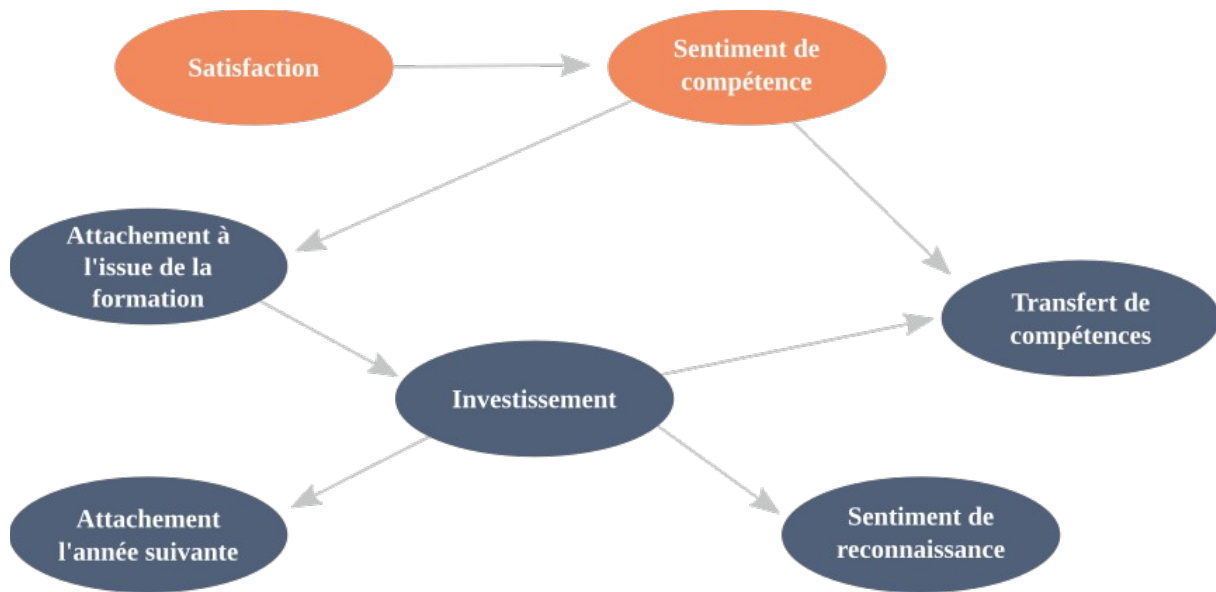 Satisfaction
Sentiment de
compétence
Attachement à
l'issue de la
formation
Transfert de
compétences
Investissement
Attachement
l'année suivante
Sentiment de
reconnaissance